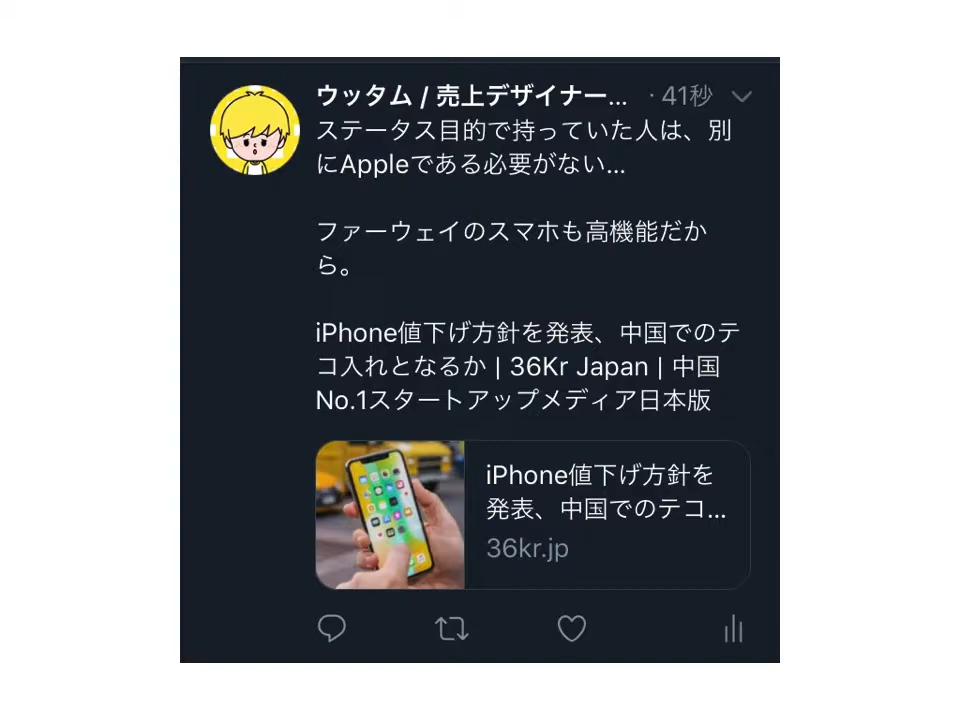 ウッタム / 売上デザイナー... · 41秒
ステータス目的で持っていた人は、別
にAppleである必要がない...
ファーウェイのスマホも高機能だか
ら。
iPhone値下げ方針を発表、中国でのテ
コ入れとなるか | 36Kr Japan | 中国
No.1スタートアップメディア日本版
iPhone値下げ方針を
発表、中国でのテコ...
36kr.jp